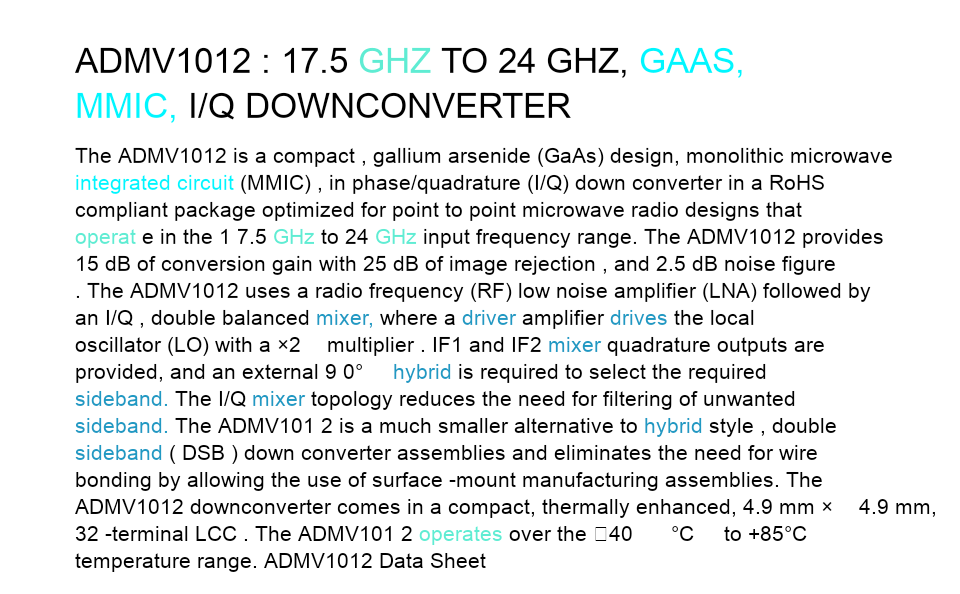 ADMV1012 : 17.5 GHZ TO 24 GHZ, GAAS,
MMIC, I/Q DOWNCONVERTER
The ADMV1012 is a compact , gallium arsenide (GaAs) design, monolithic microwave
integrated circuit (MMIC) , in phase/quadrature (I/Q) down converter in a RoHS
compliant package optimized for point to point microwave radio designs that
operat e in the 1 7.5 GHz to 24 GHz input frequency range. The ADMV1012 provides
15 dB of conversion gain with 25 dB of image rejection , and 2.5 dB noise figure
. The ADMV1012 uses a radio frequency (RF) low noise amplifier (LNA) followed by
an I/Q , double balanced mixer, where a driver amplifier drives the local
oscillator (LO) with a ×2 multiplier . IF1 and IF2 mixer quadrature outputs are
provided, and an external 9 0° hybrid is required to select the required
sideband. The I/Q mixer topology reduces the need for filtering of unwanted
sideband. The ADMV101 2 is a much smaller alternative to hybrid style , double
sideband ( DSB ) down converter assemblies and eliminates the need for wire
bonding by allowing the use of surface -mount manufacturing assemblies. The
ADMV1012 downconverter comes in a compact, thermally enhanced, 4.9 mm × 4.9 mm,
32 -terminal LCC . The ADMV101 2 operates over the □40 °C to +85°C
temperature range. ADMV1012 Data Sheet